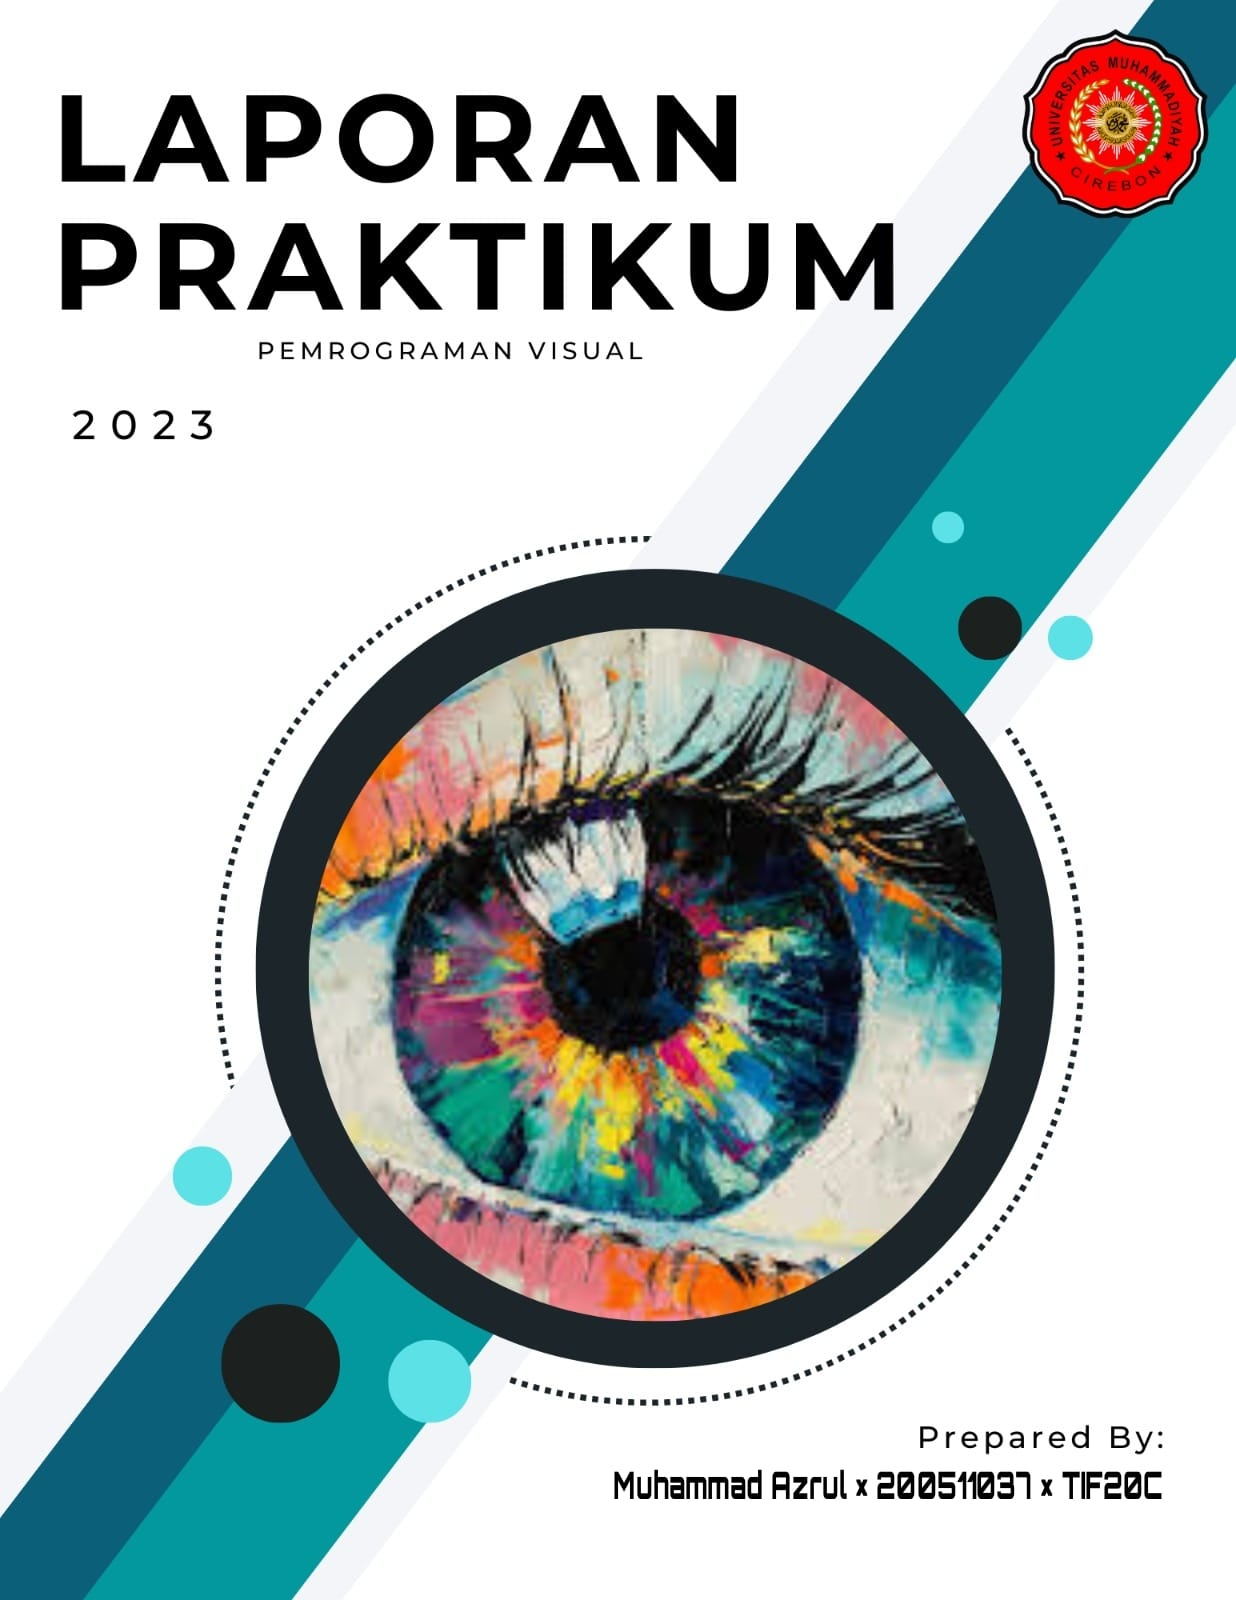 LAPORAN
PRAKTIKUM
PEMROGRAMAN VISUAL
2023
UNIVERSITAS MUHAMMADIYAH
CIREBON
Prepared By:
Muhammad Azrul x 200511037 x TIF20C